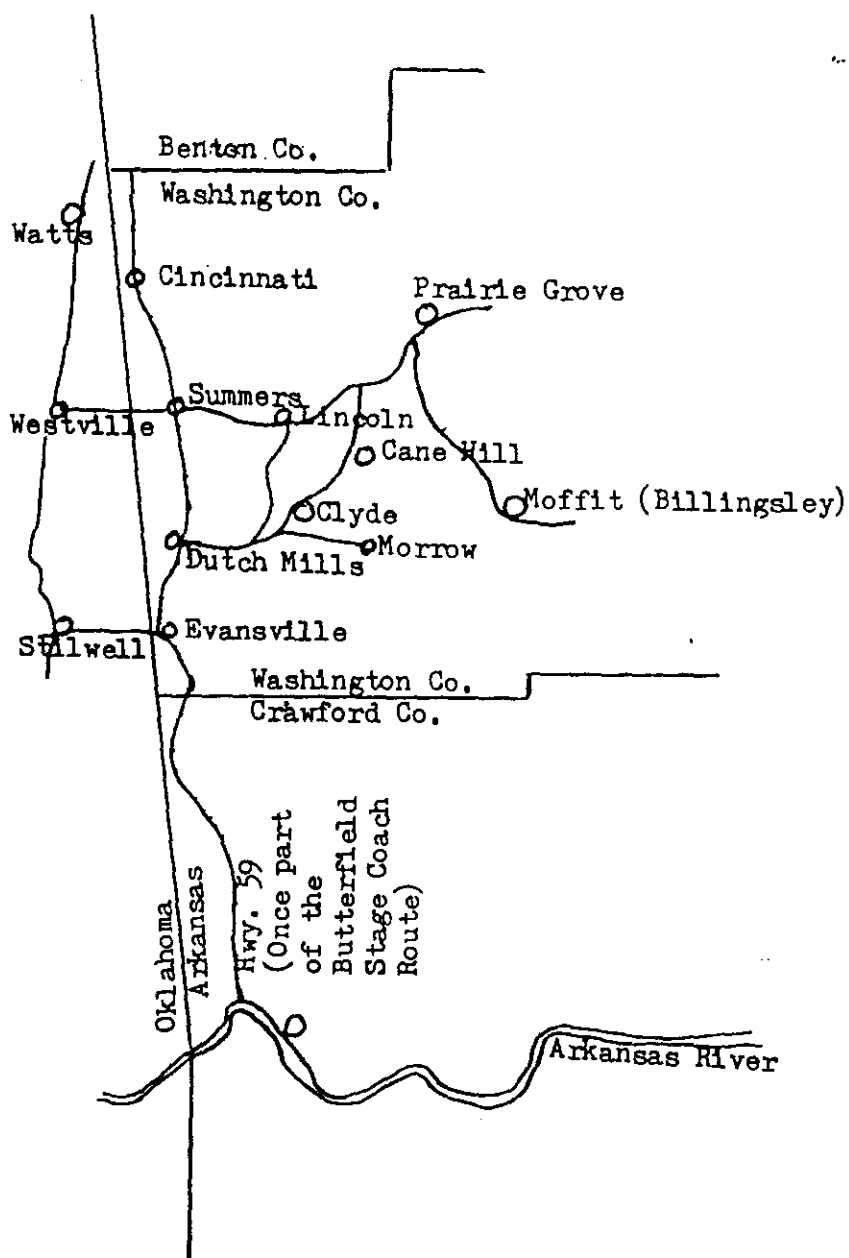 Benton Co.
Washington Co.
Watts
Cincinnati
Prairie Grove
Summers
Westville
Lincoln
Cane Hill
Moffit (Billingsley)
Clyde
Dutch Mills
Morrow
Stilwell
Evansville
Washington Co.
Crawford Co.
Oklahoma
Arkansas
Hwy. 59
(Once part
of the
Butterfield
Stage Coach
Route)
Arkansas River